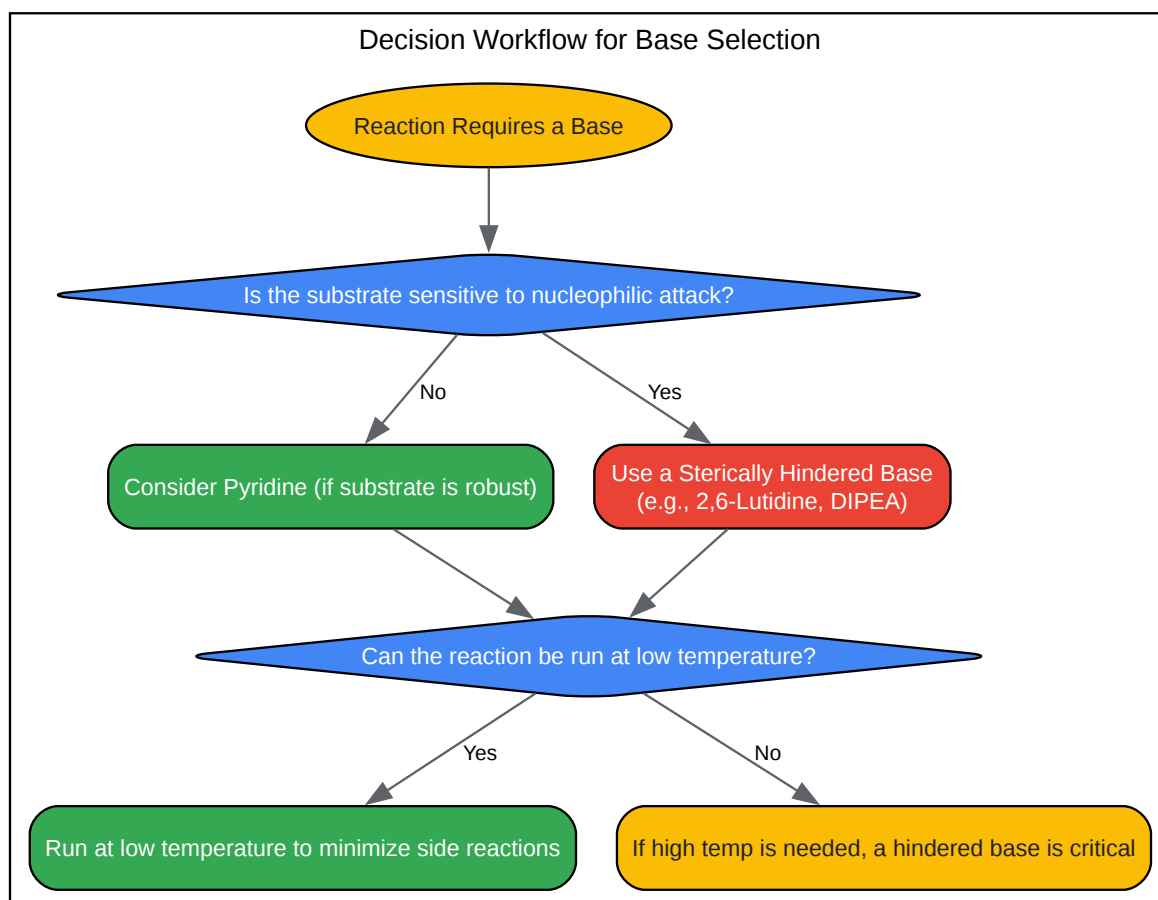 Decision Workflow for Base Selection
Reaction Requires a Base
Is the substrate sensitive to nucleophilic attack?
No
Yes
Consider Pyridine (if substrate is robust)
Use a Sterically Hindered Base
(e.g., 2,6-Lutidine, DIPEA)
Can the reaction be run at low temperature?
Yes
No
Run at low temperature to minimize side reactions
If high temp is needed, a hindered base is critical